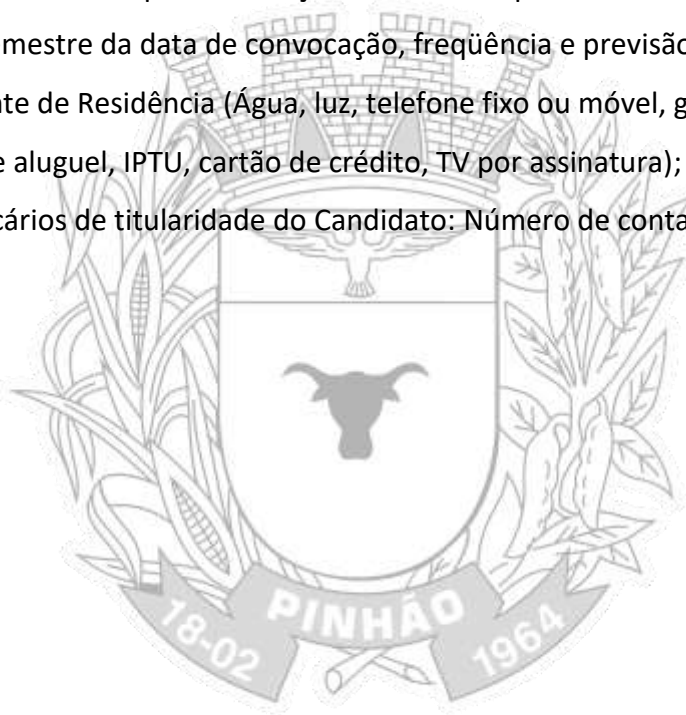 mestre da data de convocação, freqüência e previsão
te de Residência (Água, luz, telefone fixo ou móvel, g
e aluguel, IPTU, cartão de crédito, TV por assinatura);
cários de titularidade do Candidato: Número de conta
18-02 PINHÃO 1964